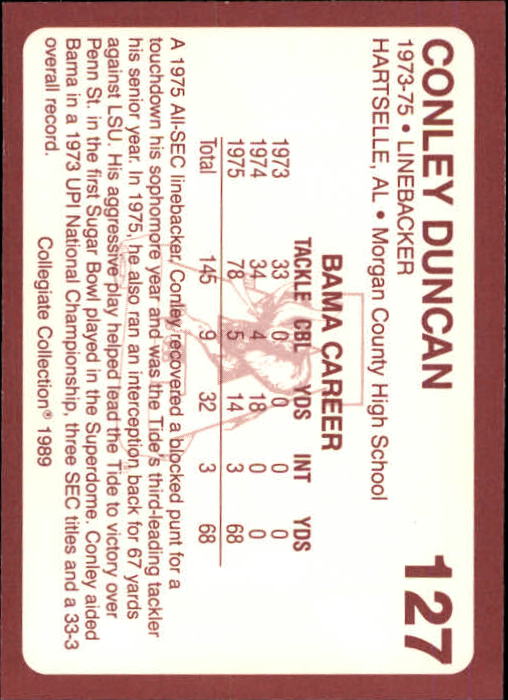 CONLEY DUNCAN 127
1973-75 • LINEBACKER
HARTSELLE, AL • Morgan County High School
BAMA CAREER
TACKLE CBL YDS INT YDS
1973 33 0 0 0 0
1974 34 4 18 0 0
1975 78 5 14 3 68
Total 145 9 32 3 68
A 1975 All-SEC linebacker, Conley recovered a blocked punt for a
touchdown his sophomore year and was the Tide's third-leading tackler
his senior year. In 1975, he also ran an interception back for 67 yards
against LSU. His aggressive play helped lead the Tide to victory over
Penn St. in the first Sugar Bowl played in the Superdome. Conley aided
Bama in a 1973 UPI National Championship, three SEC titles and a 33-3
overall record.
Collegiate Collection® 1989